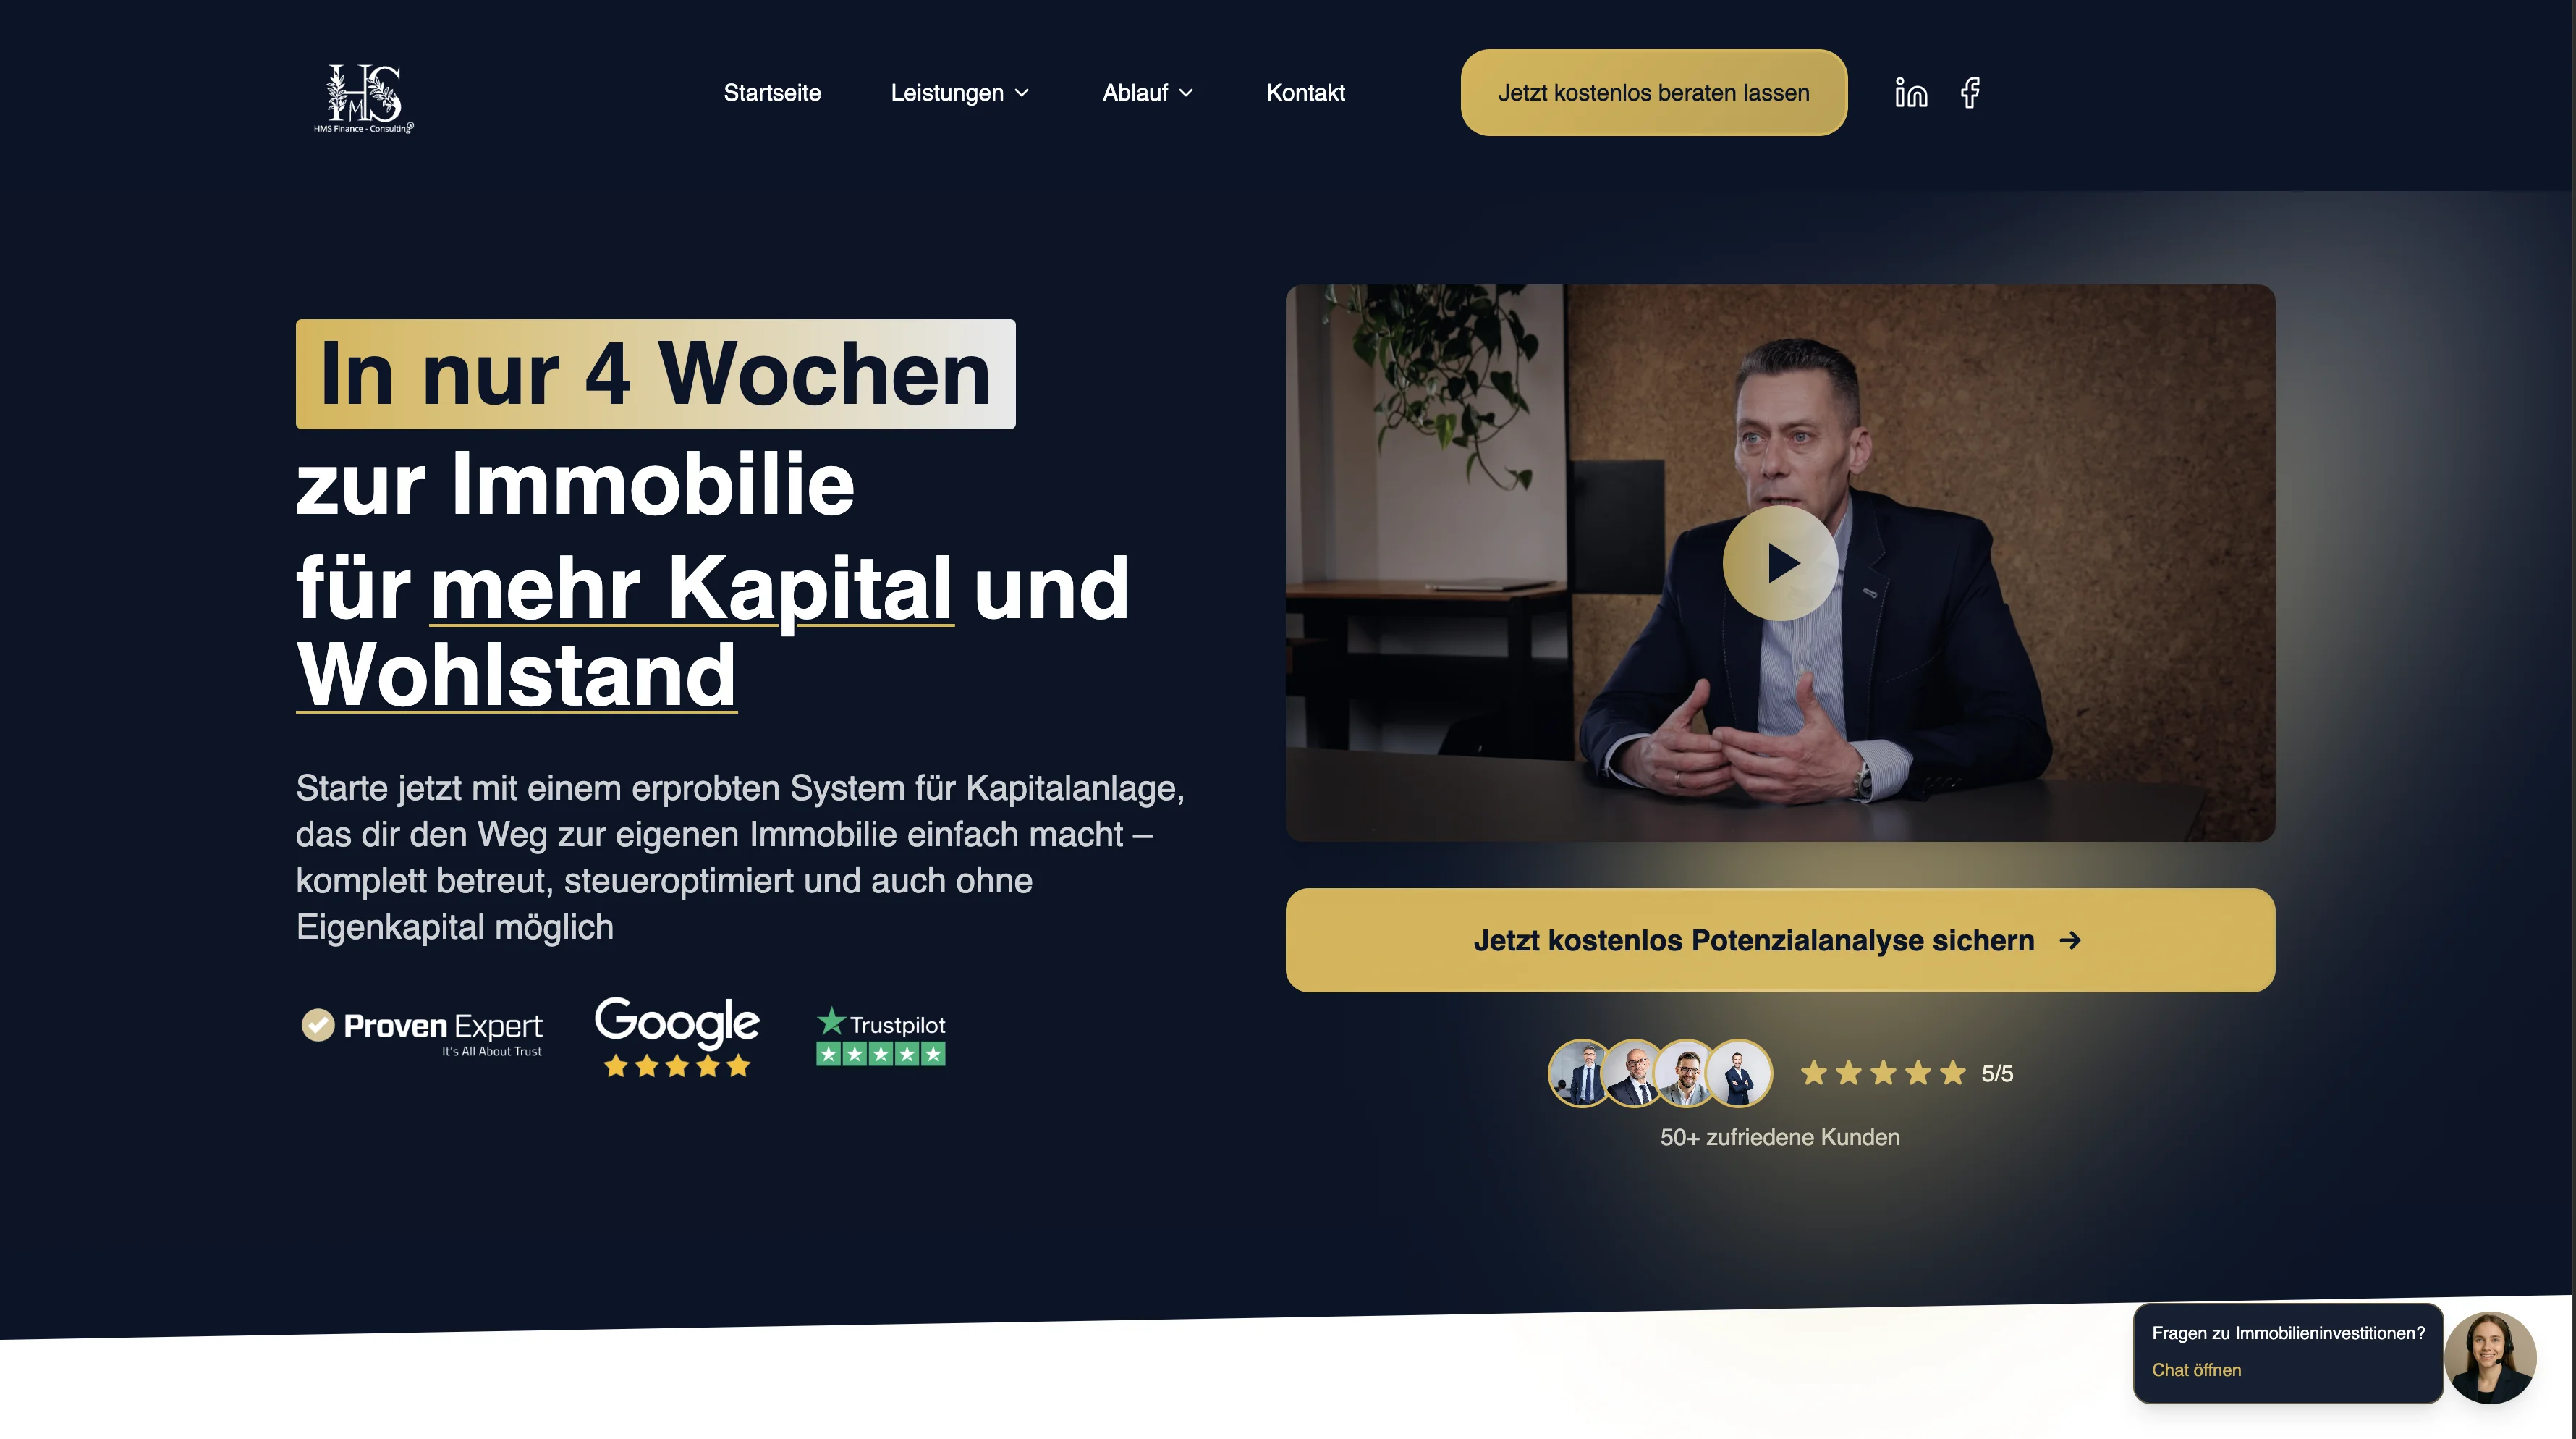 HMS
HMS Finance - Consulting
Startseite
Leistungen
Ablauf
Kontakt
Jetzt kostenlos beraten lassen
In nur 4 Wochen
zur Immobilie
für mehr Kapital und
Wohlstand
Starte jetzt mit einem erprobten System für Kapitalanlage,
das dir den Weg zur eigenen Immobilie einfach macht –
komplett betreut, steueroptimiert und auch ohne
Eigenkapital möglich
Proven Expert
It's All About Trust
Google
Trustpilot
Jetzt kostenlos Potenzialanalyse sichern →
5/5
50+ zufriedene Kunden
Fragen zu Immobilieninvestitionen?
Chat öffnen